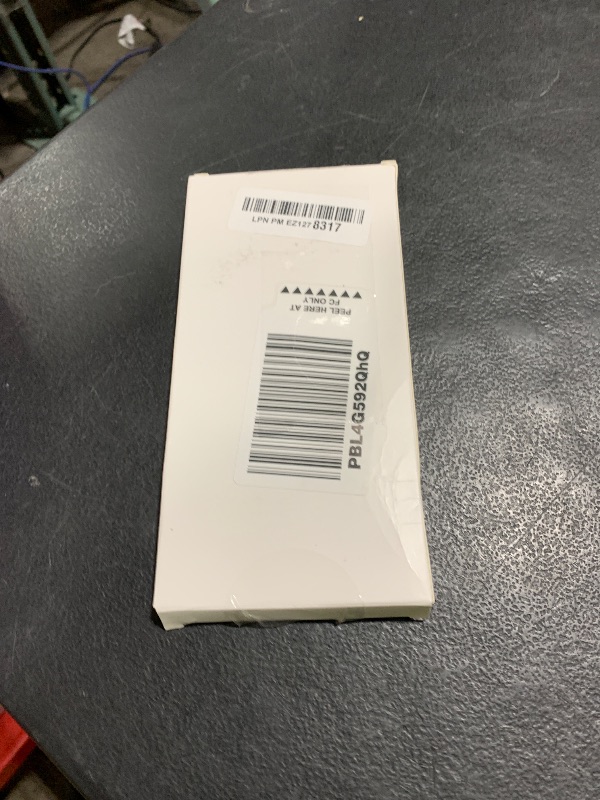 LPN PM EZ127 8317
PEEL HERE AT
FC ONLY
PBL4G592QhQ